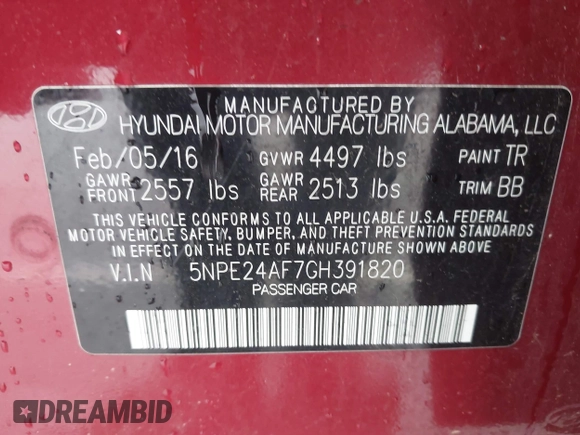 MANUFACTURED BY
HYUNDAI MOTOR MANUFACTURING ALABAMA, LLC
Feb/05/16 GVWR 4497 lbs PAINT TR
GAWR FRONT 2557 lbs GAWR REAR 2513 lbs TRIM BB
THIS VEHICLE CONFORMS TO ALL APPLICABLE U.S.A. FEDERAL
MOTOR VEHICLE SAFETY, BUMPER, AND THEFT PREVENTION STANDARDS
IN EFFECT ON THE DATE OF MANUFACTURE SHOWN ABOVE.
V.I.N 5NPE24AF7GH391820
PASSENGER CAR
DREAMBID